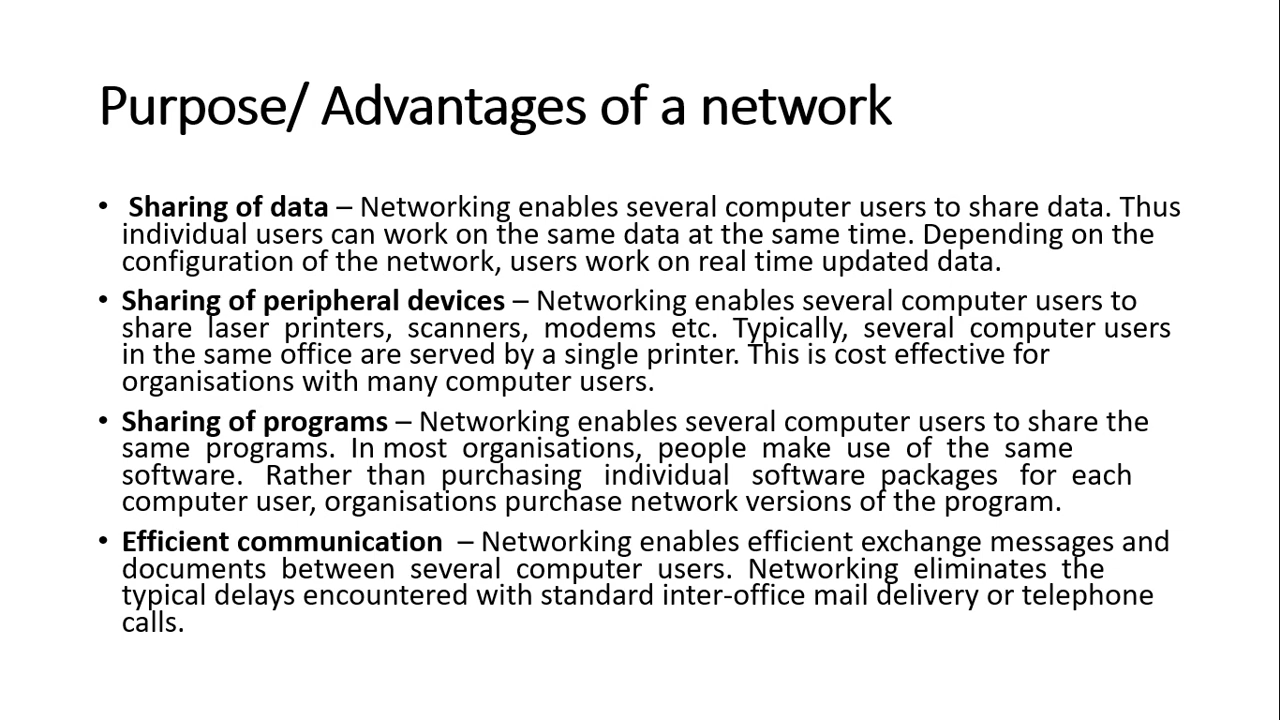 Purpose/ Advantages of a network
• Sharing of data – Networking enables several computer users to share data. Thus
individual users can work on the same data at the same time. Depending on the
configuration of the network, users work on real time updated data.
• Sharing of peripheral devices – Networking enables several computer users to
share laser printers, scanners, modems etc. Typically, several computer users
in the same office are served by a single printer. This is cost effective for
organisations with many computer users.
• Sharing of programs – Networking enables several computer users to share the
same programs. In most organisations, people make use of the same
software. Rather than purchasing individual software packages for each
computer user, organisations purchase network versions of the program.
• Efficient communication – Networking enables efficient exchange messages and
documents between several computer users. Networking eliminates the
typical delays encountered with standard inter-office mail delivery or telephone
calls.